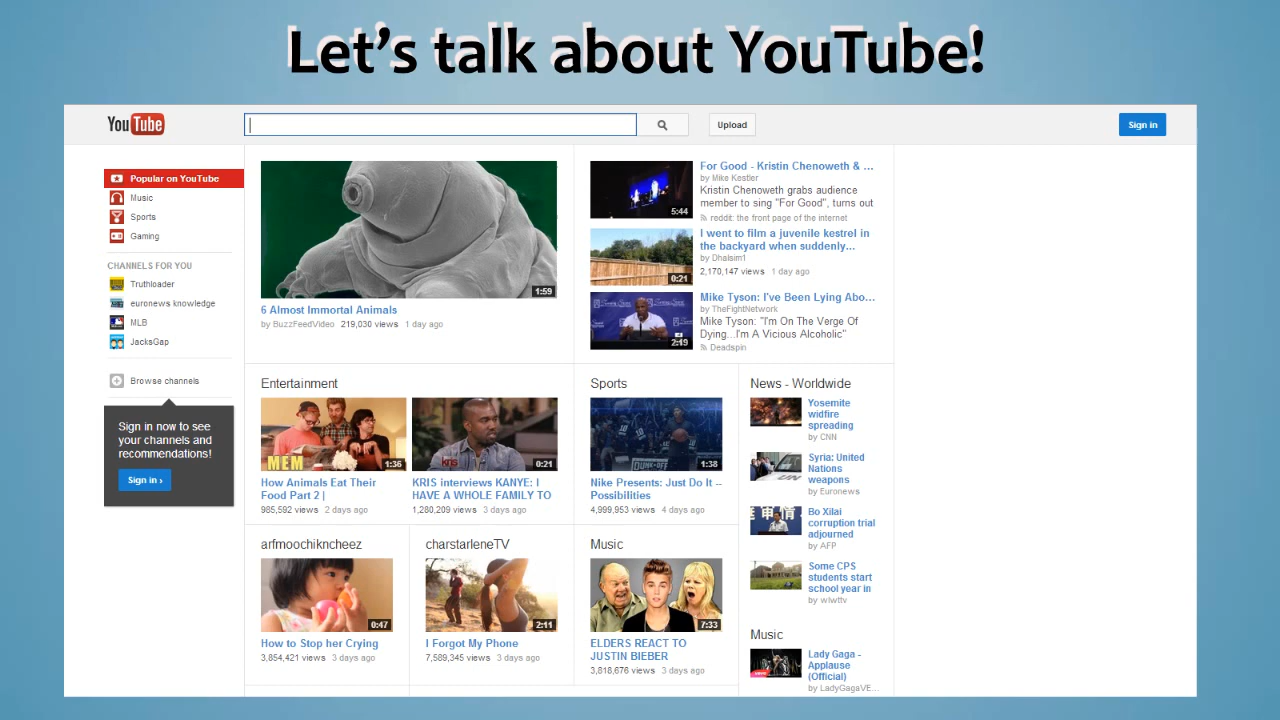 Let's talk about YouTube!
YouTube
Upload
Sign in
Popular on YouTube
Music
Sports
Gaming
CHANNELS FOR YOU
Truthloader
euronews knowledge
MLB
JacksGap
Browse channels
Sign in now to see
your channels and
recommendations!
Sign in ›
1:59
6 Almost Immortal Animals
by BuzzFeedVideo 219,030 views 1 day ago
5:44
For Good - Kristin Chenoweth & ...
by Mike Kestler
Kristin Chenoweth grabs audience
member to sing "For Good", turns out
reddit: the front page of the internet
0:21
I went to film a juvenile kestrel in
the backyard when suddenly...
by Dhalsim1
2,170,147 views 1 day ago
2:19
Mike Tyson: I've Been Lying Abo...
by TheFightNetwork
Mike Tyson: "I'm On The Verge Of
Dying...I'm A Vicious Alcoholic"
Deadspin
Entertainment
MEM
1:36
How Animals Eat Their
Food Part 2 |
985,592 views 2 days ago
kris
0:21
KRIS interviews KANYE: I
HAVE A WHOLE FAMILY TO
1,280,209 views 3 days ago
Sports
DUNK-OFF
1:38
Nike Presents: Just Do It --
Possibilities
4,999,953 views 4 days ago
News - Worldwide
Yosemite
widfire
spreading
by CNN
UN
Syria: United
Nations
weapons
by Euronews
Bo Xilai
corruption trial
adjourned
by AFP
Some CPS
students start
school year in
by wlwttv
arfmoochikncheez
0:47
How to Stop her Crying
3,854,421 views 3 days ago
charstarleneTV
2:11
I Forgot My Phone
7,589,345 views 3 days ago
Music
7:33
ELDERS REACT TO
JUSTIN BIEBER
3,818,676 views 3 days ago
Music
Lady Gaga -
Applause
(Official)
by LadyGagaVE...